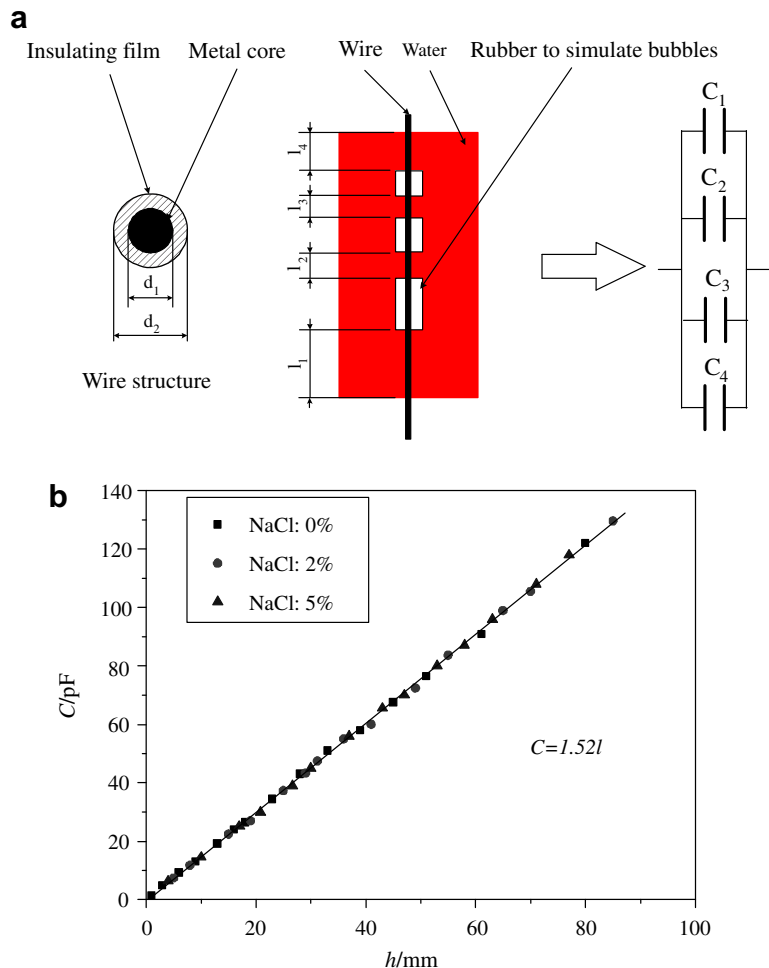 a
Insulating film
Metal core
Wire
Water
Rubber to simulate bubbles
l₄
l₃
l₂
l₁
d₁
d₂
Wire structure
C₁
C₂
C₃
C₄
b
140
120
100
80
60
40
20
0
C/pF
NaCl: 0%
NaCl: 2%
NaCl: 5%
C=1.52l
0 20 40 60 80 100
h/mm